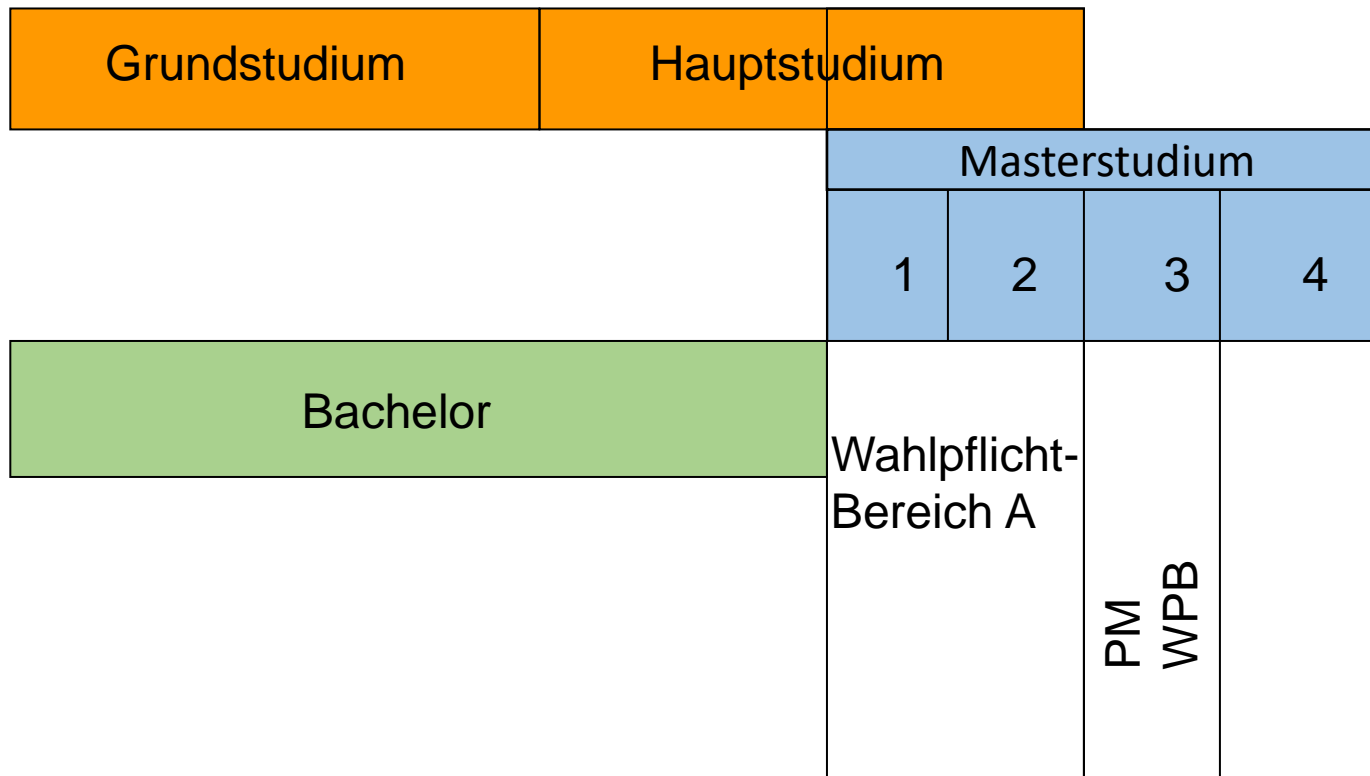 Grundstudium
Hauptstudium
Masterstudium
1
2
3
4
Bachelor
Wahlpflicht-
Bereich A
PM
WPB